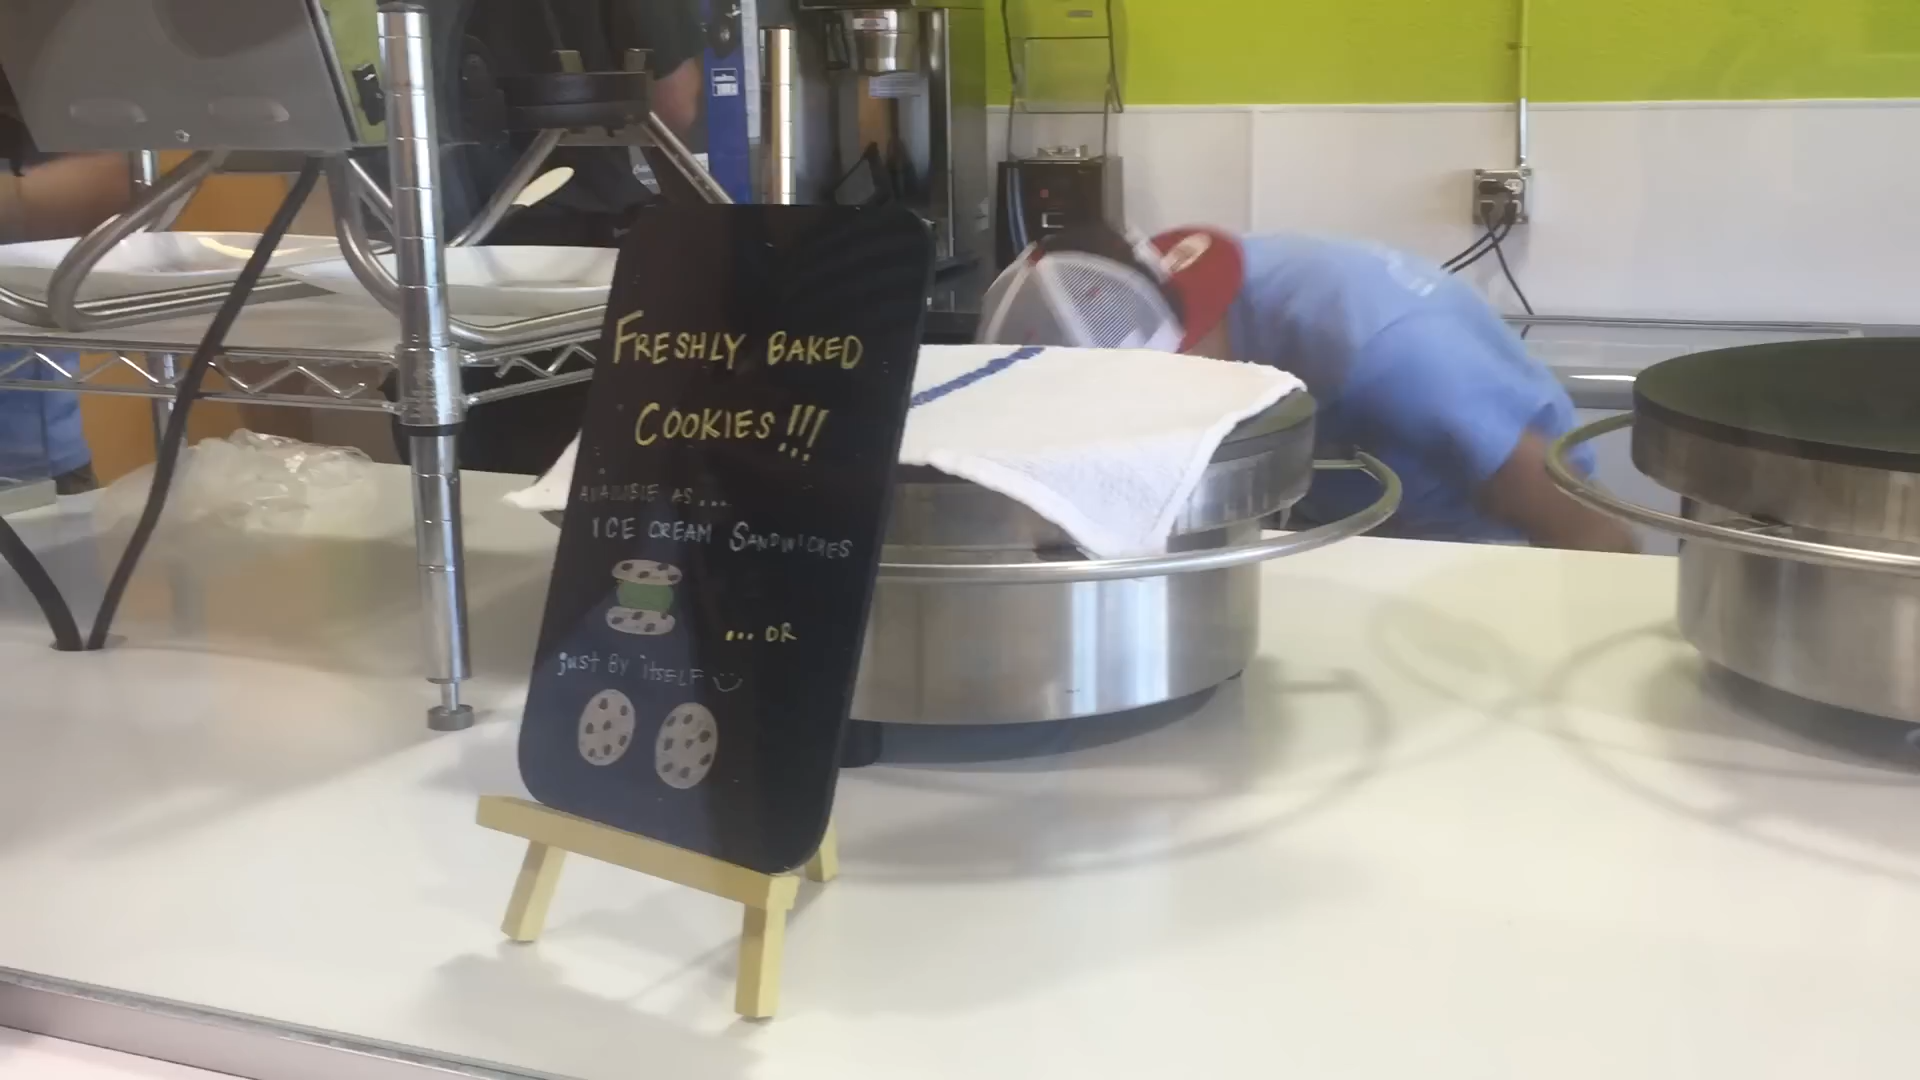 FRESHLY BAKED
COOKIES!!!
AVAILABLE AS...
ICE CREAM SANDWICHES
...OR
just By itSELF